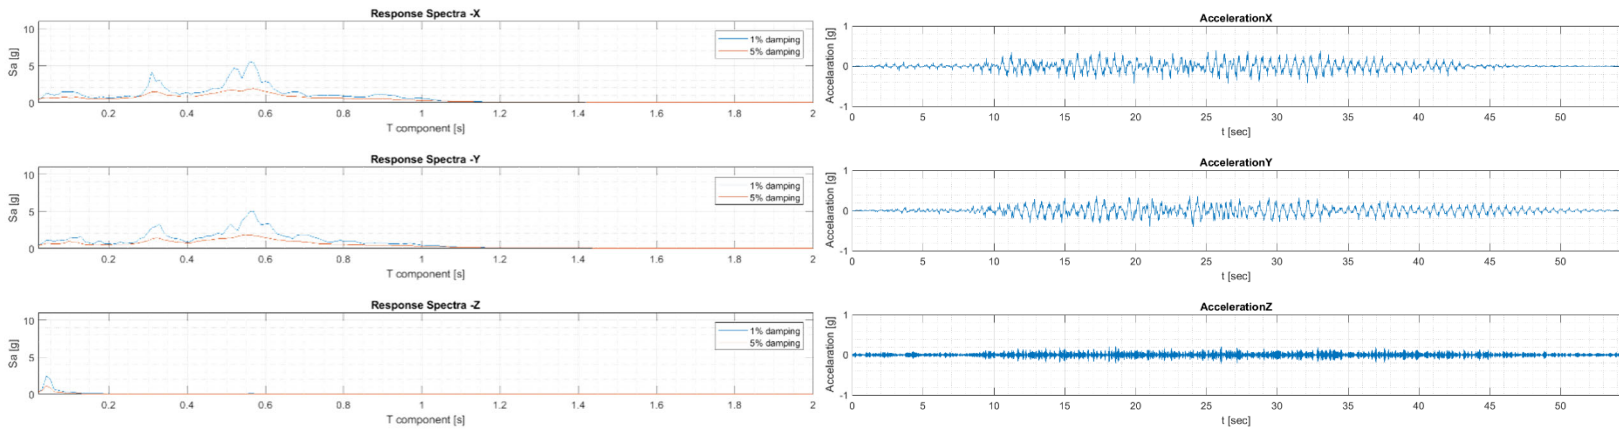 Response Spectra -X
10
5
0
Sa [g]
1% damping
5% damping
0.2 0.4 0.6 0.8 1 1.2 1.4 1.6 1.8 2
T component [s]
Response Spectra -Y
10
5
0
Sa [g]
1% damping
5% damping
0.2 0.4 0.6 0.8 1 1.2 1.4 1.6 1.8 2
T component [s]
Response Spectra -Z
10
5
0
Sa [g]
1% damping
5% damping
0.2 0.4 0.6 0.8 1 1.2 1.4 1.6 1.8 2
T component [s]
AccelerationX
1
0
-1
Accelaration [g]
0 5 10 15 20 25 30 35 40 45 50
t [sec]
AccelerationY
1
0
-1
Accelaration [g]
0 5 10 15 20 25 30 35 40 45 50
t [sec]
AccelerationZ
1
0
-1
Accelaration [g]
0 5 10 15 20 25 30 35 40 45 50
t [sec]